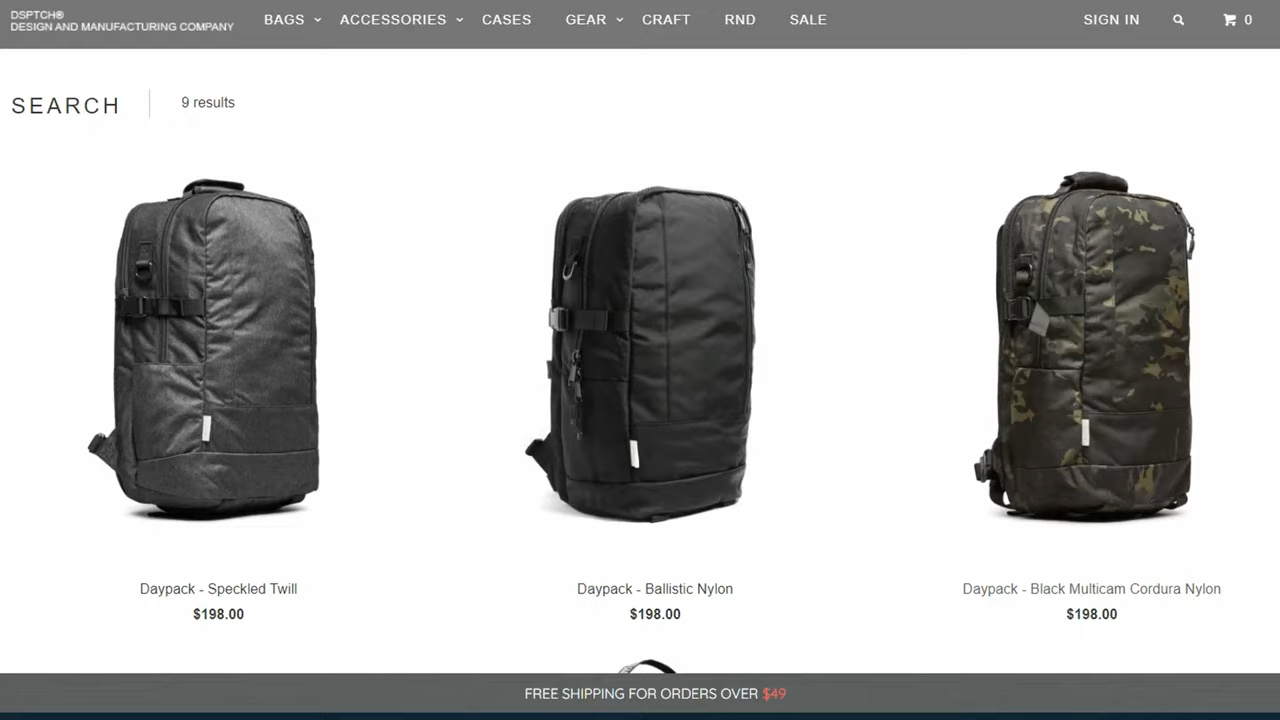 DSPTCH®
DESIGN AND MANUFACTURING COMPANY
BAGS ACCESSORIES CASES GEAR CRAFT RND SALE SIGN IN 0
SEARCH 9 results
Daypack - Speckled Twill Daypack - Ballistic Nylon Daypack - Black Multicam Cordura Nylon
$198.00 $198.00 $198.00
FREE SHIPPING FOR ORDERS OVER $49